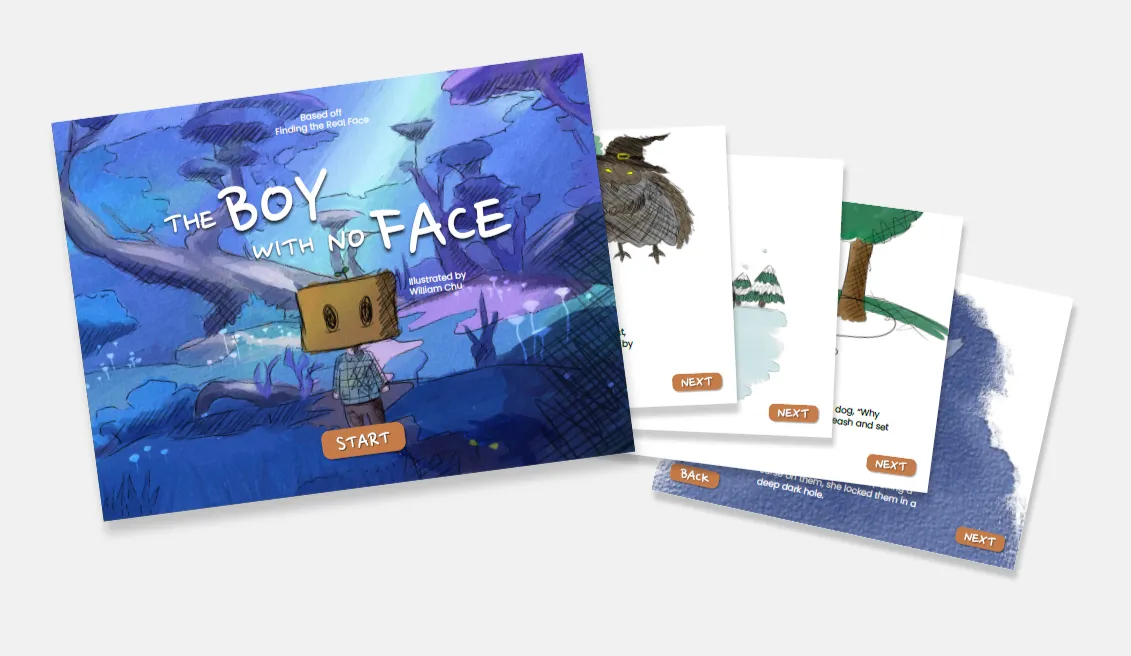 Based off
Finding the Real Face
THE BOY
WITH NO FACE
Illustrated by
William Chu
START
by
NEXT
NEXT
dog, "Why
eash and set
NEXT
on them, she locked them in a
deep dark hole.
BACK
NEXT